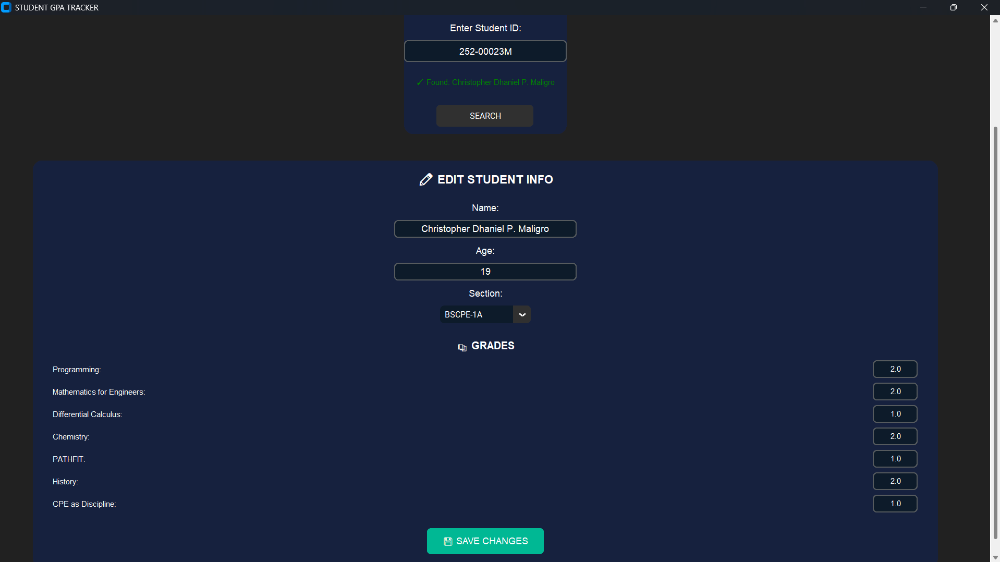 STUDENT GPA TRACKER
Enter Student ID:
252-00023M
✓ Found: Christopher Dhaniel P. Maligro
SEARCH
EDIT STUDENT INFO
Name:
Christopher Dhaniel P. Maligro
Age:
19
Section:
BSCPE-1A
GRADES
Programming: 2.0
Mathematics for Engineers: 2.0
Differential Calculus: 1.0
Chemistry: 2.0
PATHFIT: 1.0
History: 2.0
CPE as Discipline: 1.0
SAVE CHANGES